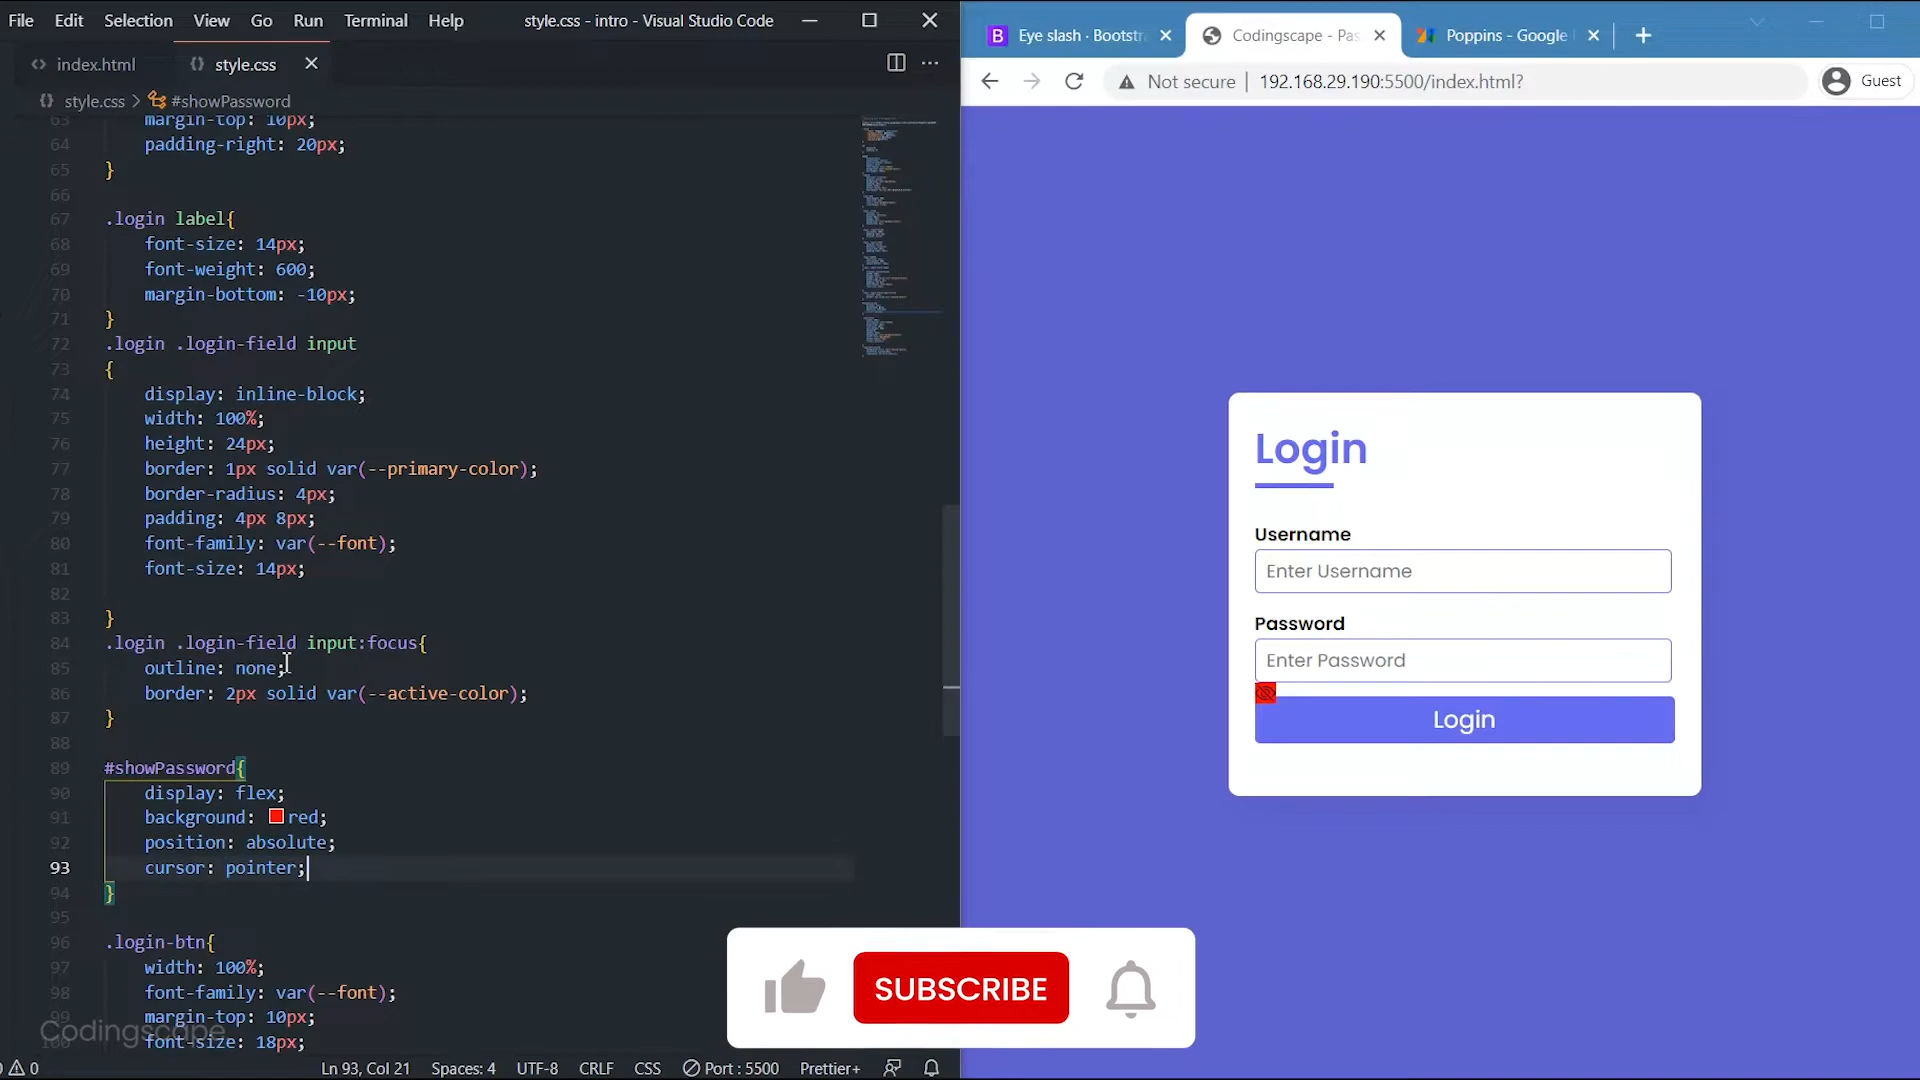 File Edit Selection View Go Run Terminal Help style.css - intro - Visual Studio Code
index.html style.css
style.css > #showPassword
63 margin-top: 10px;
64 padding-right: 20px;
65 }
66
67 .login label{
68 font-size: 14px;
69 font-weight: 600;
70 margin-bottom: -10px;
71 }
72 .login .login-field input
73 {
74 display: inline-block;
75 width: 100%;
76 height: 24px;
77 border: 1px solid var(--primary-color);
78 border-radius: 4px;
79 padding: 4px 8px;
80 font-family: var(--font);
81 font-size: 14px;
82
83 }
84 .login .login-field input:focus{
85 outline: none;
86 border: 2px solid var(--active-color);
87 }
88
89 #showPassword{
90 display: flex;
91 background: red;
92 position: absolute;
93 cursor: pointer;
94 }
95
96 .login-btn{
97 width: 100%;
98 font-family: var(--font);
99 margin-top: 10px;
100 font-size: 18px;
Codingscape
0 Ln 93, Col 21 Spaces: 4 UTF-8 CRLF CSS Port : 5500 Prettier+
Eye slash · Bootstr
Codingscape - Pas
Poppins - Google
Not secure | 192.168.29.190:5500/index.html? Guest
Login
Username
Enter Username
Password
Enter Password
Login
SUBSCRIBE